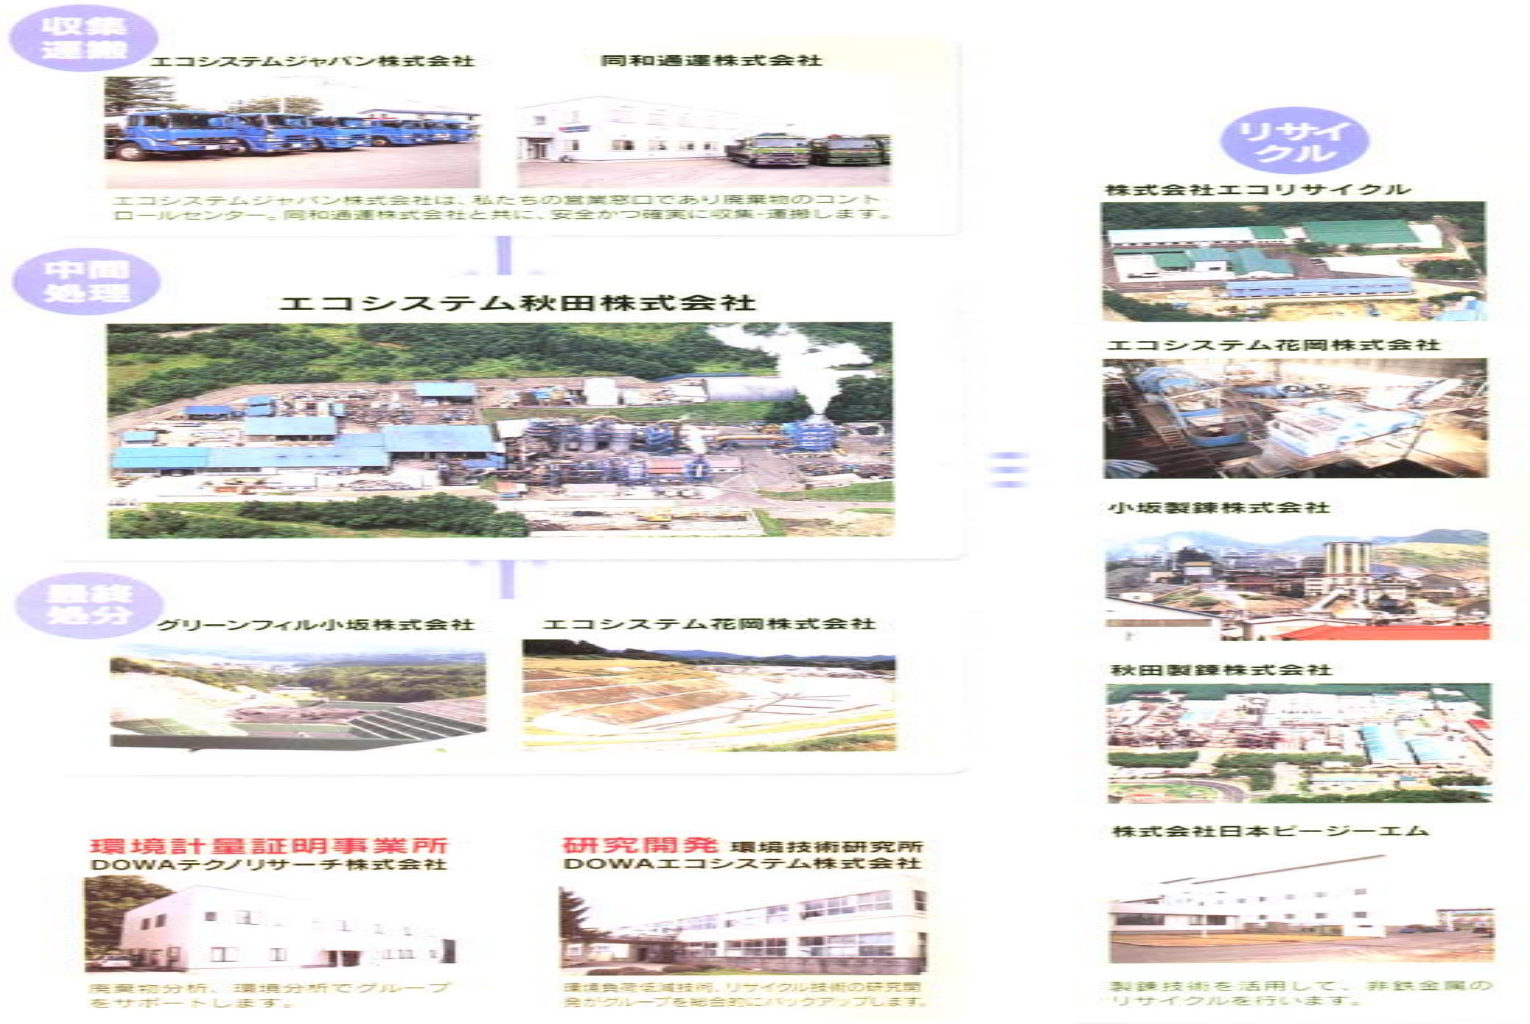 収集
運搬
エコシステムジャパン株式会社
同和通運株式会社
エコシステムジャパン株式会社は、私たちの営業窓口であり廃棄物のコント
ロールセンター。同和通運株式会社と共に、安全かつ確実に収集・運搬します。
中間
処理
エコシステム秋田株式会社
最終
処分
グリーンフィル小坂株式会社
エコシステム花岡株式会社
環境計量証明事業所
DOWAテクノリサーチ株式会社
廃棄物分析、環境分析でグループ
をサポートします。
研究開発 環境技術研究所
DOWAエコシステム株式会社
環境負荷低減技術、リサイクル技術の研究開
発がグループを総合的にバックアップします。
リサイ
クル
株式会社エコリサイクル
エコシステム花岡株式会社
小坂製錬株式会社
秋田製錬株式会社
株式会社日本ピージーエム
製錬技術を活用して、非鉄金属の
リサイクルを行います。